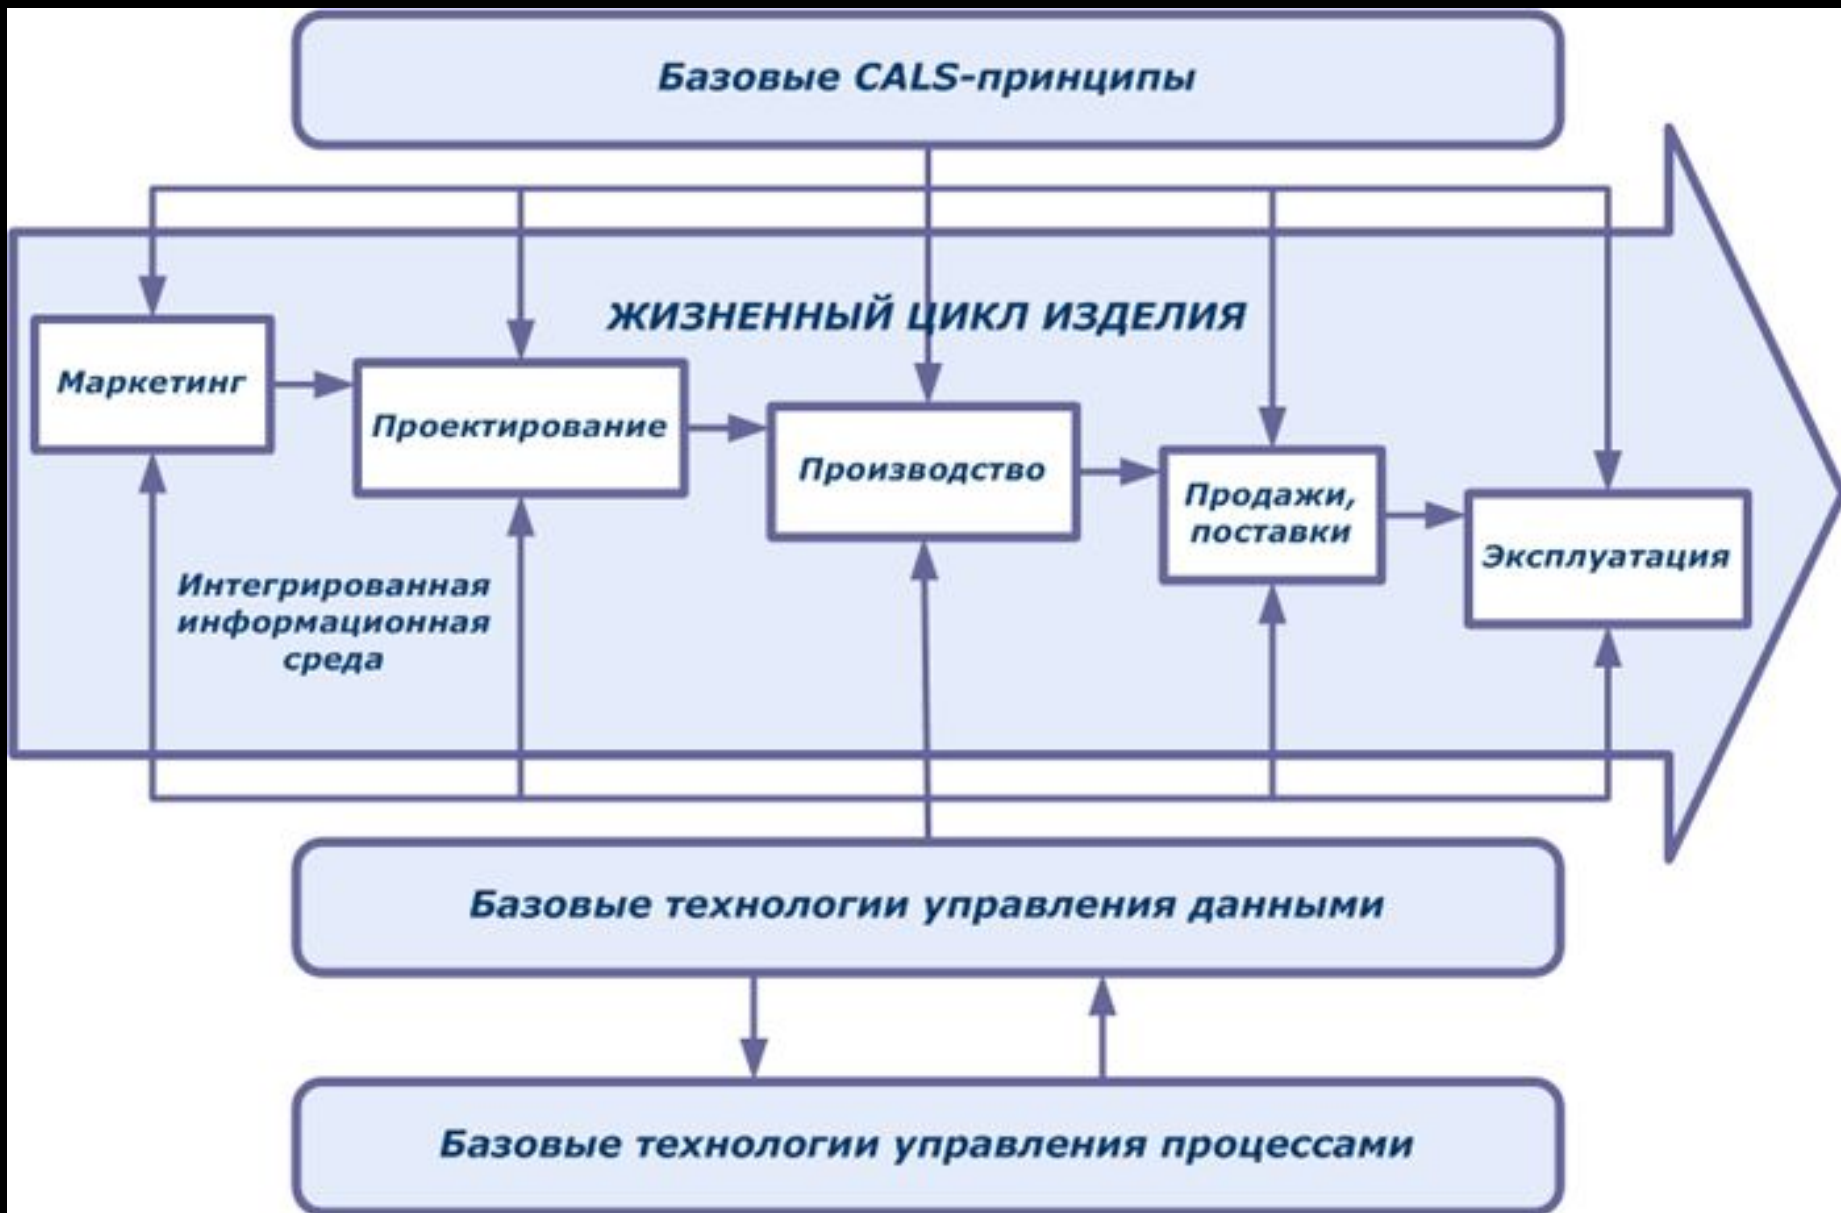 Базовые CALS-принципы
ЖИЗНЕННЫЙ ЦИКЛ ИЗДЕЛИЯ
Маркетинг
Проектирование
Производство
Продажи,
поставки
Эксплуатация
Интегрированная
информационная
среда
Базовые технологии управления данными
Базовые технологии управления процессами